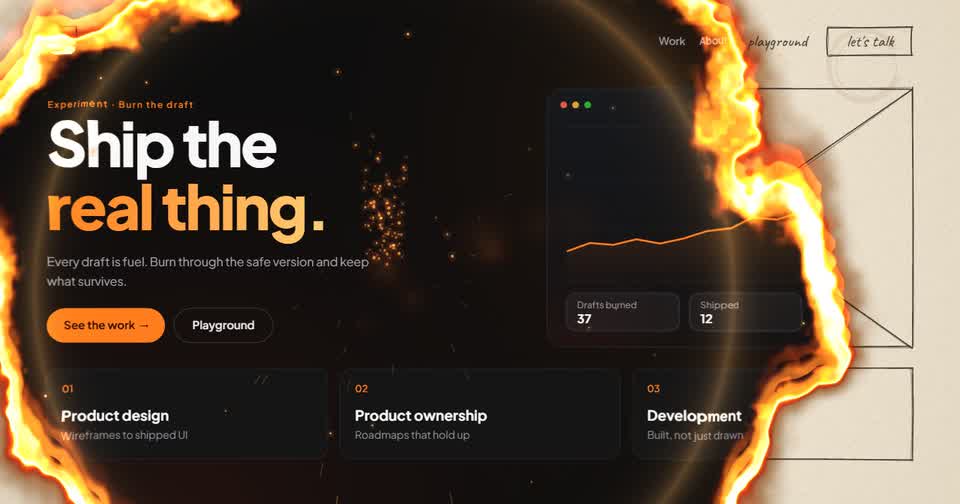 Work About playground let's talk
Experiment · Burn the draft
Ship the
real thing.
Every draft is fuel. Burn through the safe version and keep
what survives.
See the work → Playground
Drafts burned Shipped
37 12
01 02 03
Product design Product ownership Development
Wireframes to shipped UI Roadmaps that hold up Built, not just drawn